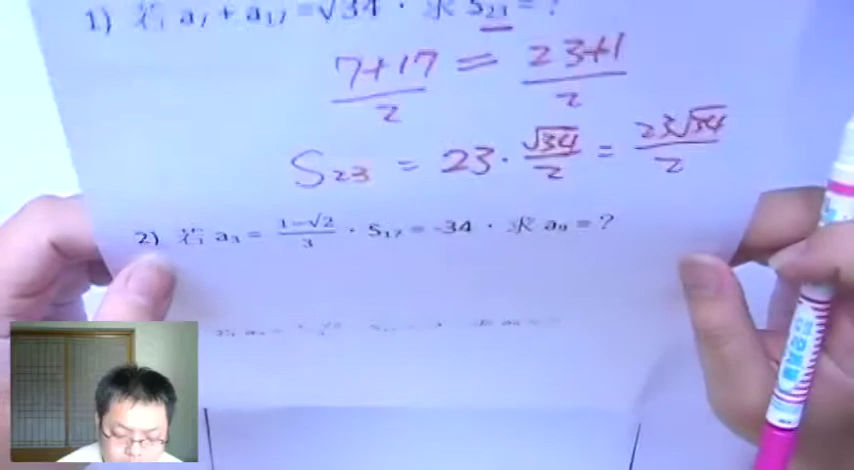 1) 若 a₇ + a₁₇ = √34 , 求 S₂₃ = ?
(7+17)/2 = (23+1)/2
S₂₃ = 23 · √34/2 = 23√34/2
2) 若 a₃ = (1-√2)/3 , S₁₇ = -34 , 求 a₉ = ?